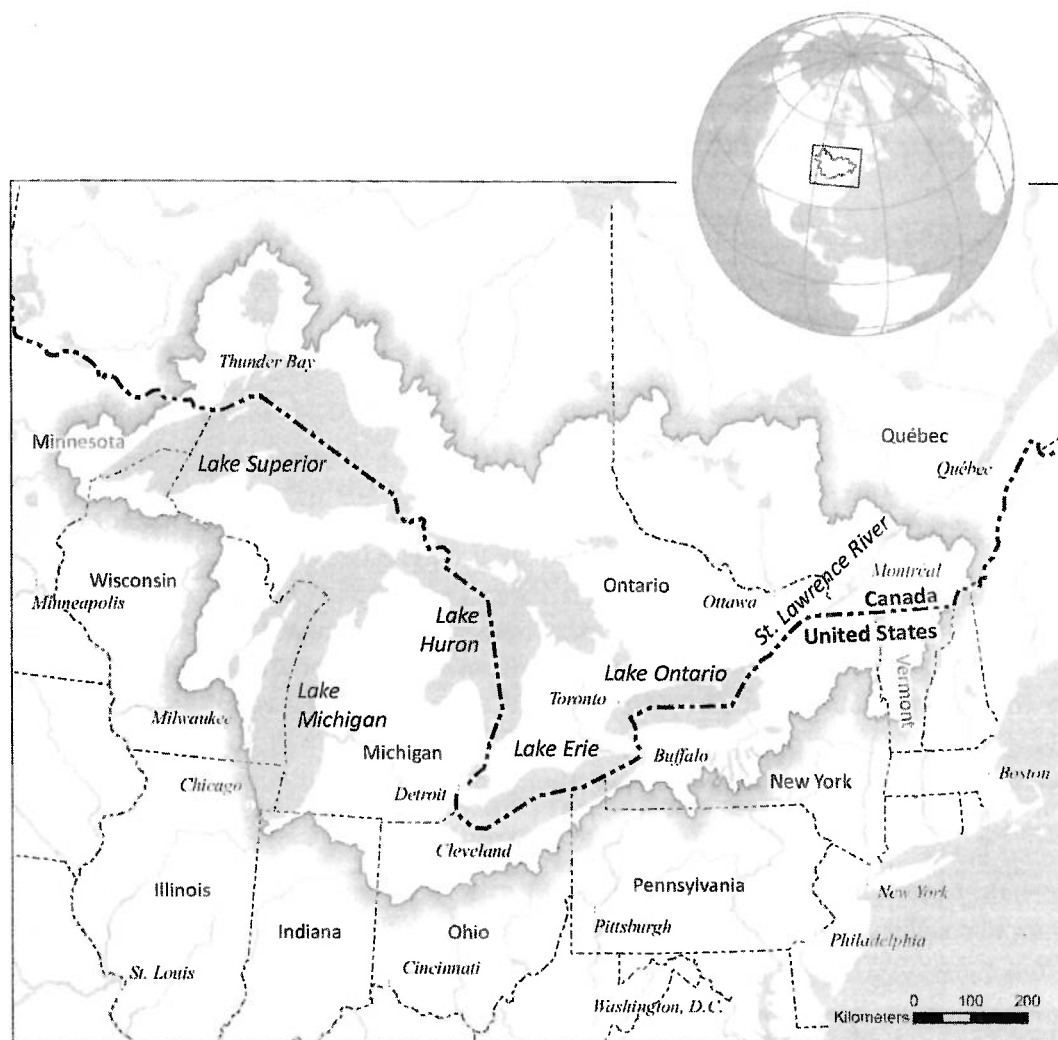 Thunder Bay
Minnesota
Lake Superior
Québec
Québec
Wisconsin
Minneapolis
Ontario
Ottawa
St. Lawrence River
Montréal
Canada
United States
Lake
Huron
Lake
Michigan
Lake Ontario
Toronto
Vermont
Milwaukee
Michigan
Lake Erie
Buffalo
New York
Boston
Chicago
Detroit
Cleveland
Illinois
Indiana
Ohio
Pennsylvania
New York
Pittsburgh
Philadelphia
St. Louis
Cincinnati
Washington, D.C.
0 100 200
Kilometers